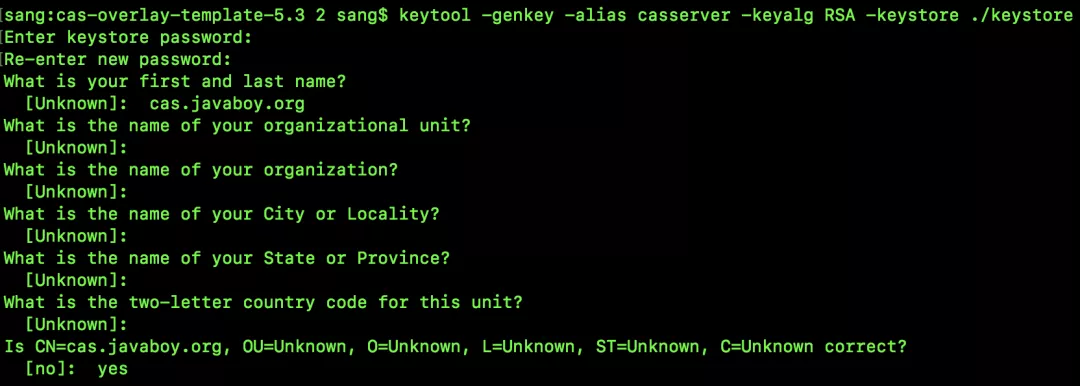 [sang:cas-overlay-template-5.3 2 sang$ keytool -genkey -alias casserver -keyalg RSA -keystore ./keystore
[Enter keystore password:
[Re-enter new password:
What is your first and last name?
[Unknown]: cas.javaboy.org
What is the name of your organizational unit?
[Unknown]:
What is the name of your organization?
[Unknown]:
What is the name of your City or Locality?
[Unknown]:
What is the name of your State or Province?
[Unknown]:
What is the two-letter country code for this unit?
[Unknown]:
Is CN=cas.javaboy.org, OU=Unknown, O=Unknown, L=Unknown, ST=Unknown, C=Unknown correct?
[no]: yes